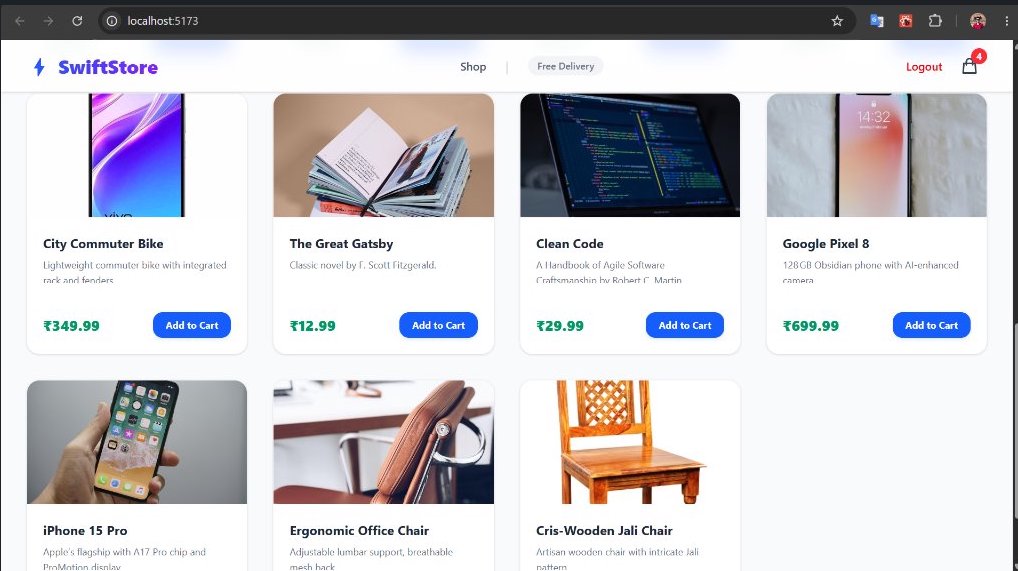 localhost:5173
SwiftStore
Shop
Free Delivery
Logout
4
vivo
14:32
City Commuter Bike
Lightweight commuter bike with integrated
rack and fenders
₹349.99
Add to Cart
The Great Gatsby
Classic novel by F. Scott Fitzgerald.
₹12.99
Add to Cart
Clean Code
A Handbook of Agile Software
Craftsmanship by Robert C. Martin
₹29.99
Add to Cart
Google Pixel 8
128 GB Obsidian phone with AI-enhanced
camera
₹699.99
Add to Cart
iPhone 15 Pro
Apple's flagship with A17 Pro chip and
ProMotion display
Ergonomic Office Chair
Adjustable lumbar support, breathable
mesh back
Cris-Wooden Jali Chair
Artisan wooden chair with intricate Jali
pattern